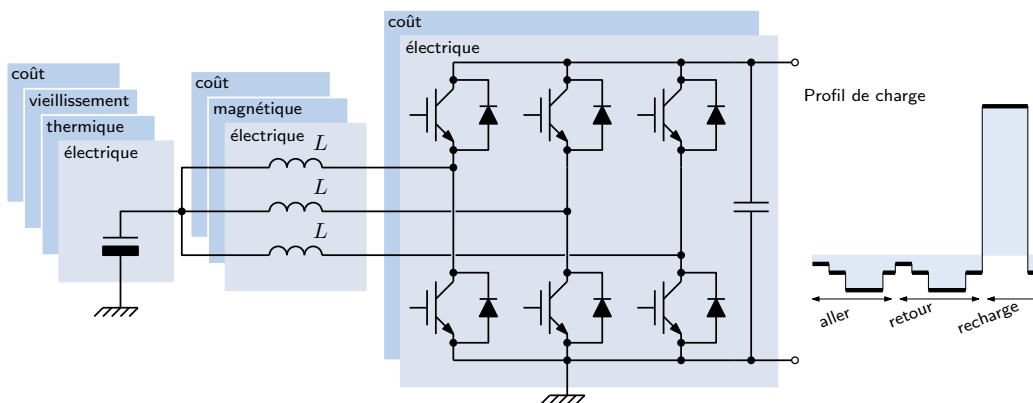 coût
vieillissement
thermique
électrique
coût
magnétique
électrique
L
L
L
coût
électrique
Profil de charge
aller
retour
recharge